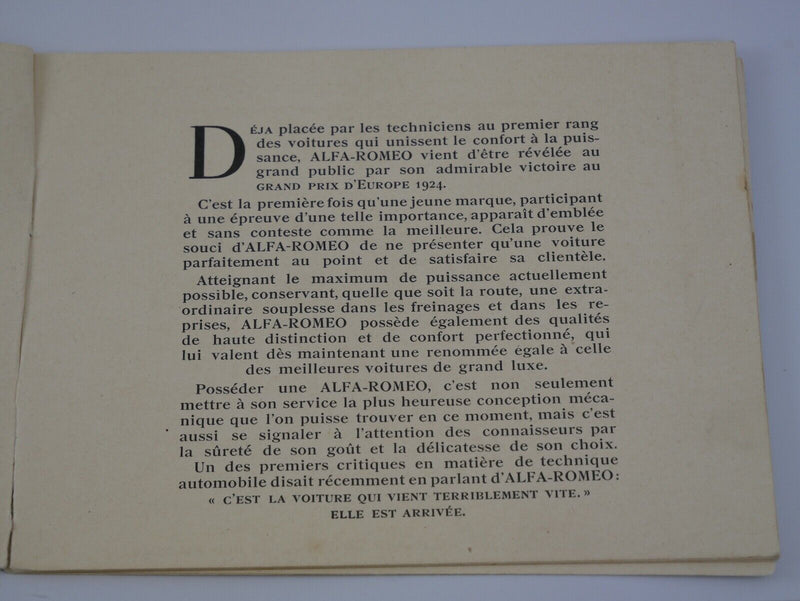 DÉJA placée par les techniciens au premier rang
des voitures qui unissent le confort à la puis-
sance, ALFA-ROMEO vient d'être révélée au
grand public par son admirable victoire au
GRAND PRIX D'EUROPE 1924.
C'est la première fois qu'une jeune marque, participant
à une épreuve d'une telle importance, apparaît d'emblée
et sans conteste comme la meilleure. Cela prouve le
souci d'ALFA-ROMEO de ne présenter qu'une voiture
parfaitement au point et de satisfaire sa clientèle.
Atteignant le maximum de puissance actuellement
possible, conservant, quelle que soit la route, une extra-
ordinaire souplesse dans les freinages et dans les re-
prises, ALFA-ROMEO possède également des qualités
de haute distinction et de confort perfectionné, qui
lui valent dès maintenant une renommée égale à celle
des meilleures voitures de grand luxe.
Posséder une ALFA-ROMEO, c'est non seulement
mettre à son service la plus heureuse conception méca-
nique que l'on puisse trouver en ce moment, mais c'est
aussi se signaler à l'attention des connaisseurs par
la sûreté de son goût et la délicatesse de son choix.
Un des premiers critiques en matière de technique
automobile disait récemment en parlant d'ALFA-ROMEO:
« C'EST LA VOITURE QUI VIENT TERRIBLEMENT VITE. »
ELLE EST ARRIVÉE.